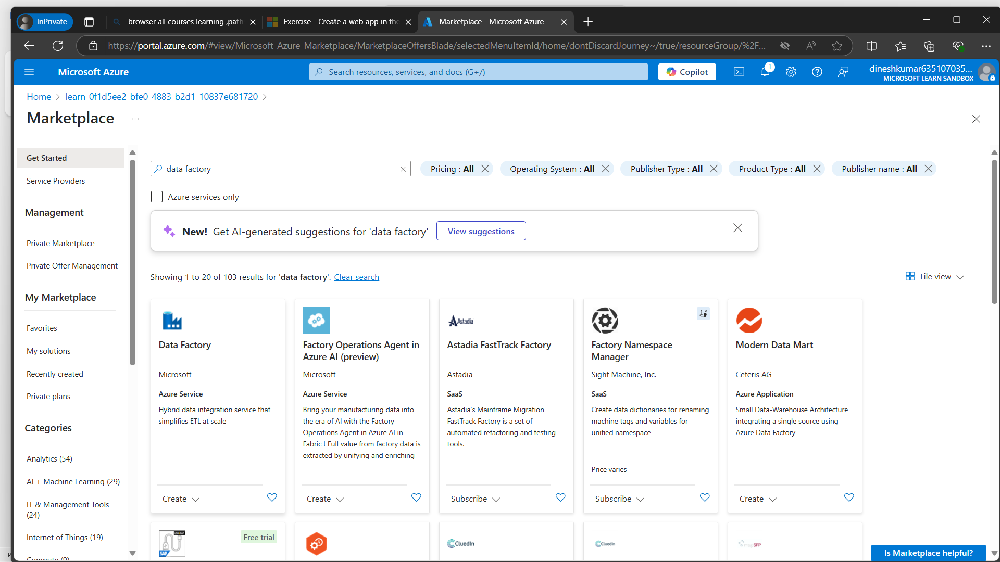 InPrivate
browser all courses learning ,path
Exercise - Create a web app in the
Marketplace - Microsoft Azure
https://portal.azure.com/#view/Microsoft_Azure_Marketplace/MarketplaceOffersBlade/selectedMenuItemId/home/dontDiscardJourney~/true/resourceGroup/%2F...
Microsoft Azure
Search resources, services, and docs (G+/)
Copilot
1
dineshkumar635107035...
MICROSOFT LEARN SANDBOX
Home > learn-0f1d5ee2-bfe0-4883-b2d1-10837e681720 >
Marketplace ...
Get Started
Service Providers
Management
Private Marketplace
Private Offer Management
My Marketplace
Favorites
My solutions
Recently created
Private plans
Categories
Analytics (54)
AI + Machine Learning (29)
IT & Management Tools
(24)
Internet of Things (19)
Compute (9)
data factory
Pricing : All
Operating System : All
Publisher Type : All
Product Type : All
Publisher name : All
Azure services only
New! Get AI-generated suggestions for 'data factory'
View suggestions
Showing 1 to 20 of 103 results for 'data factory'. Clear search
Tile view
Data Factory
Microsoft
Azure Service
Hybrid data integration service that
simplifies ETL at scale
Create
Factory Operations Agent in
Azure AI (preview)
Microsoft
Azure Service
Bring your manufacturing data into
the era of AI with the Factory
Operations Agent in Azure AI in
Fabric ! Full value from factory data is
extracted by unifying and enriching
Create
Astadia
Astadia FastTrack Factory
Astadia
SaaS
Astadia's Mainframe Migration
FastTrack Factory is a set of
automated refactoring and testing
tools.
Subscribe
Factory Namespace
Manager
Sight Machine, Inc.
SaaS
Create data dictionaries for renaming
machine tags and variables for
unified namespace
Price varies
Subscribe
Modern Data Mart
Ceteris AG
Azure Application
Small Data-Warehouse Architecture
integrating a single source using
Azure Data Factory
Create
SAP
Free trial
CluedIn
CluedIn
SFP
Is Marketplace helpful?